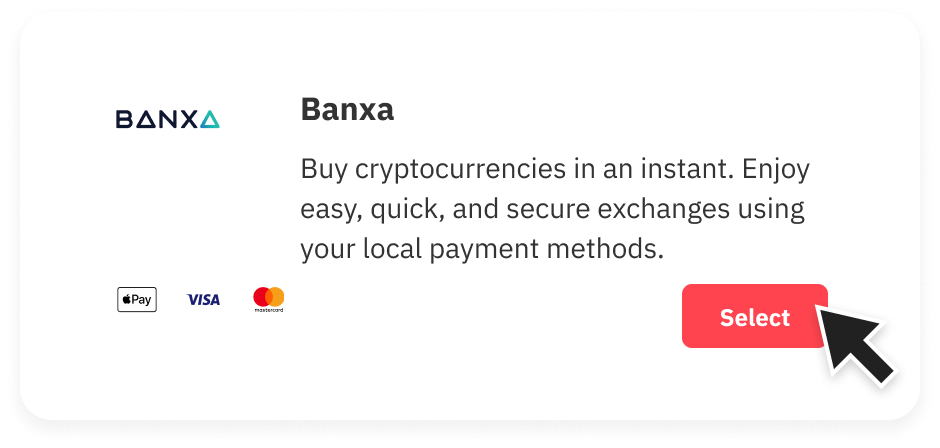 BANXA
Banxa
Buy cryptocurrencies in an instant. Enjoy
easy, quick, and secure exchanges using
your local payment methods.
Pay
VISA
mastercard
Select